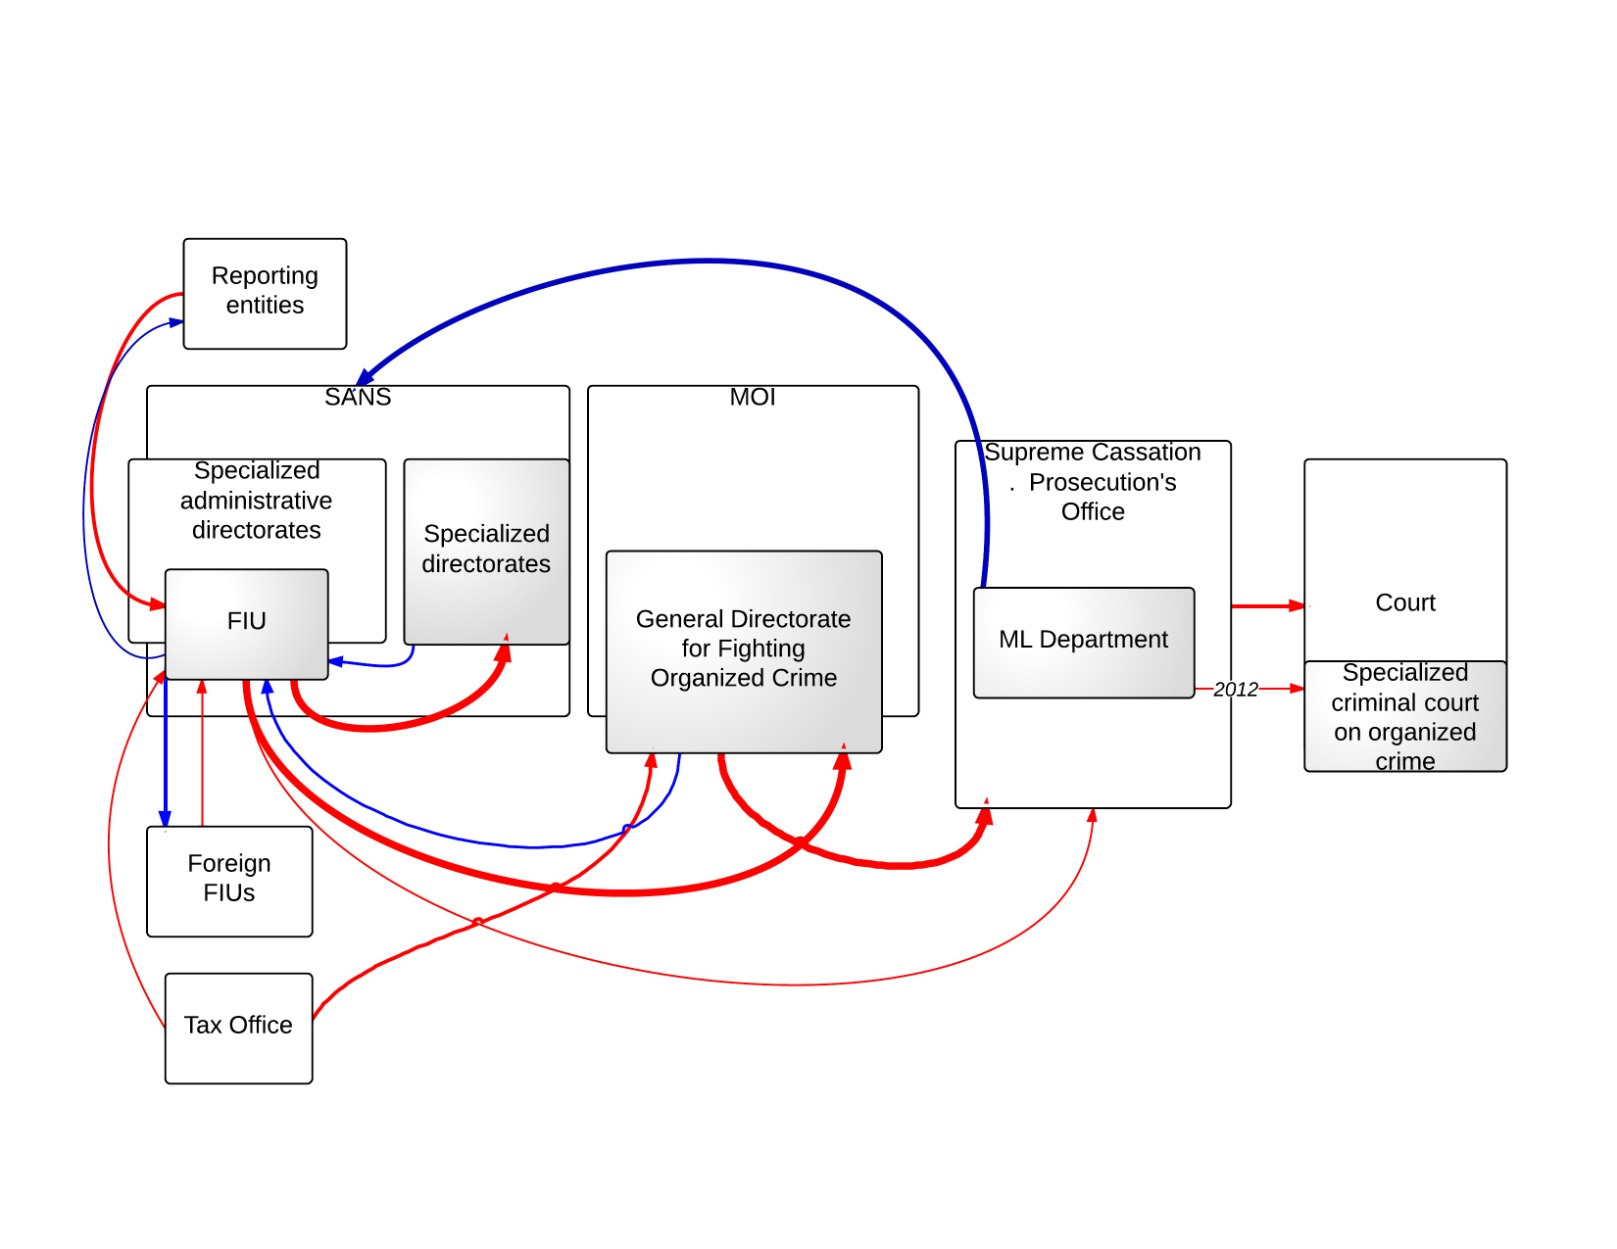 Reporting
entities
SANS
MOI
Supreme Cassation
. Prosecution's
Office
Specialized
administrative
directorates
Specialized
directorates
FIU
General Directorate
for Fighting
Organized Crime
ML Department
Court
2012
Specialized
criminal court
on organized
crime
Foreign
FIUs
Tax Office